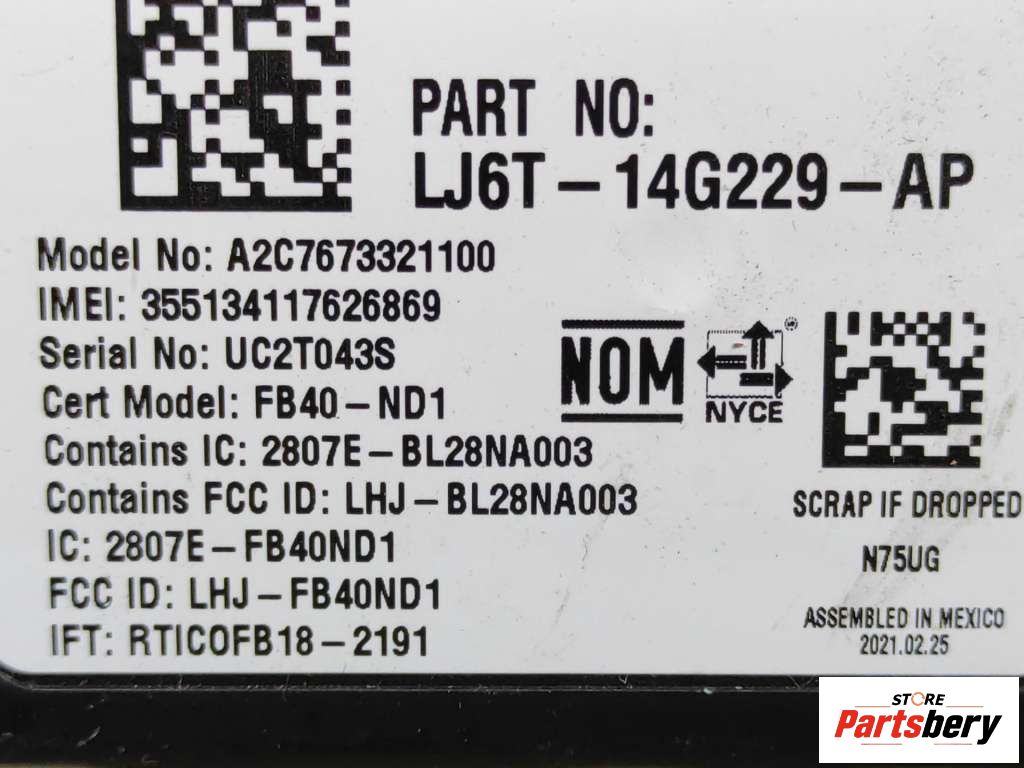 PART NO:
LJ6T-14G229-AP
Model No: A2C7673321100
IMEI: 355134117626869
Serial No: UC2T043S
Cert Model: FB40-ND1
Contains IC: 2807E-BL28NA003
Contains FCC ID: LHJ-BL28NA003
IC: 2807E-FB40ND1
FCC ID: LHJ-FB40ND1
IFT: RTICOFB18-2191
NOM
NYCE
SCRAP IF DROPPED
N75UG
ASSEMBLED IN MEXICO
2021.02.25
STORE
Partsbery